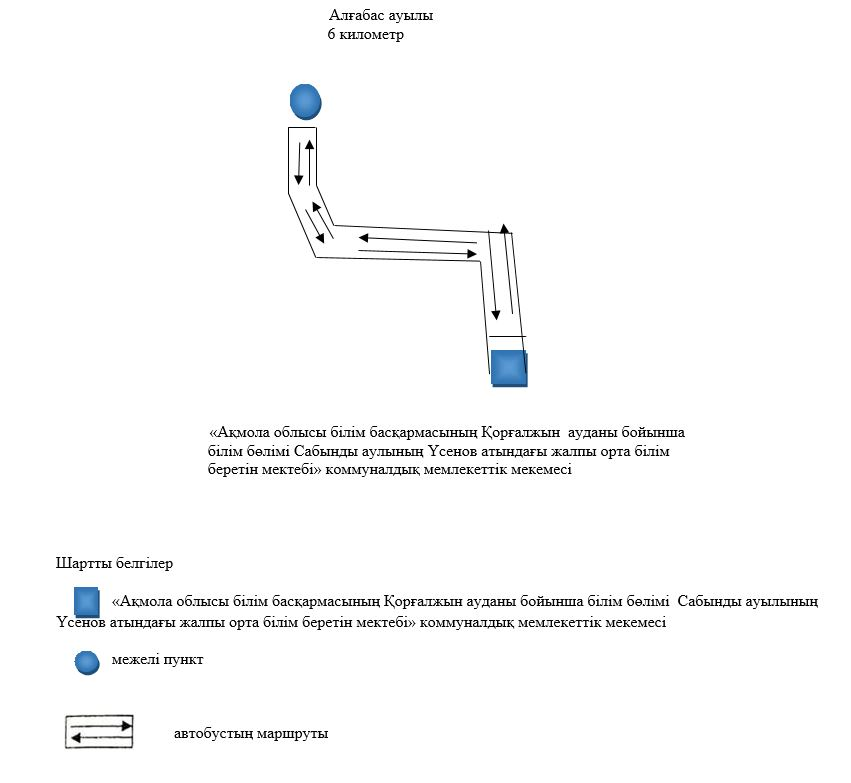 Алғабас ауылы
6 километр
«Ақмола облысы білім басқармасының Қорғалжын ауданы бойынша
білім бөлімі Сабынды аулының Үсенов атындағы жалпы орта білім
беретін мектебі» коммуналдық мемлекеттік мекемесі
Шартты белгілер
«Ақмола облысы білім басқармасының Қорғалжын ауданы бойынша білім бөлімі Сабынды ауылының
Үсенов атындағы жалпы орта білім беретін мектебі» коммуналдық мемлекеттік мекемесі
межелі пункт
автобустың маршруты